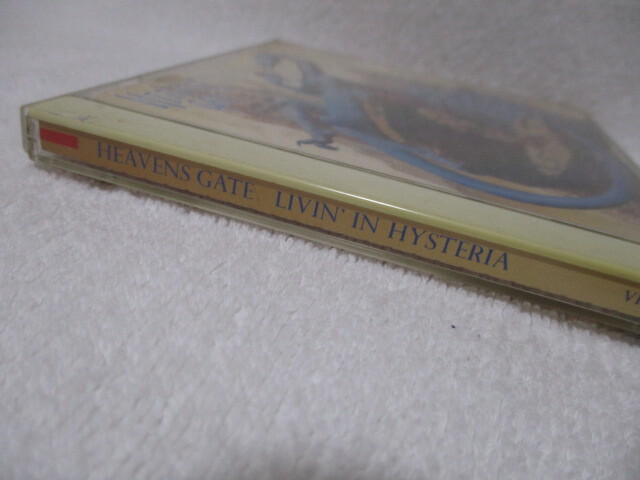 HEAVENS GATE LIVIN' IN HYSTERIA